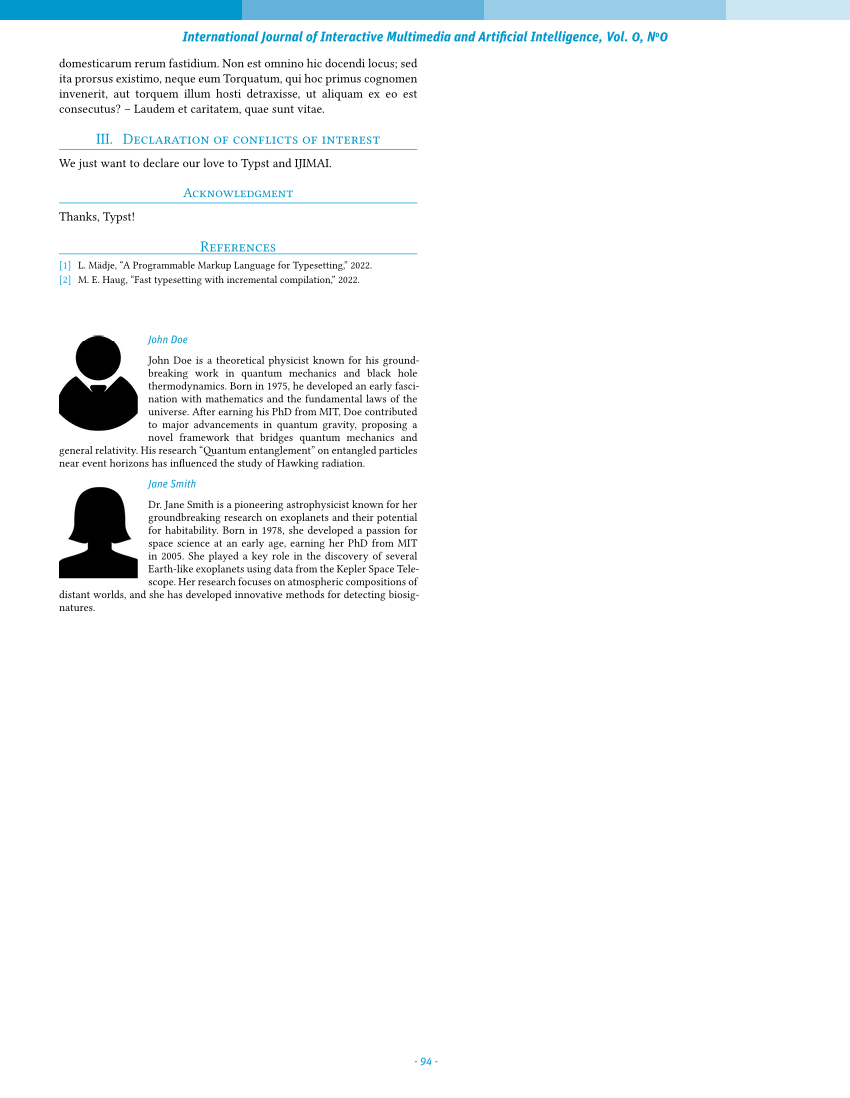 International Journal of Interactive Multimedia and Artificial Intelligence, Vol. 0, Nº0
domesticarum rerum fastidium. Non est omnino hic docendi locus; sed
ita prorsus existimo, neque eum Torquatum, qui hoc primus cognomen
invenerit, aut torquem illum hosti detraxisse, ut aliquam ex eo est
consecutus? – Laudem et caritatem, quae sunt vitae.
III. Declaration of conflicts of interest
We just want to declare our love to Typst and IJIMAI.
Acknowledgment
Thanks, Typst!
References
[1] L. Mädje, “A Programmable Markup Language for Typesetting,” 2022.
[2] M. E. Haug, “Fast typesetting with incremental compilation,” 2022.
John Doe
John Doe is a theoretical physicist known for his ground-
breaking work in quantum mechanics and black hole
thermodynamics. Born in 1975, he developed an early fasci-
nation with mathematics and the fundamental laws of the
universe. After earning his PhD from MIT, Doe contributed
to major advancements in quantum gravity, proposing a
novel framework that bridges quantum mechanics and
general relativity. His research “Quantum entanglement” on entangled particles
near event horizons has influenced the study of Hawking radiation.
Jane Smith
Dr. Jane Smith is a pioneering astrophysicist known for her
groundbreaking research on exoplanets and their potential
for habitability. Born in 1978, she developed a passion for
space science at an early age, earning her PhD from MIT
in 2005. She played a key role in the discovery of several
Earth-like exoplanets using data from the Kepler Space Tele-
scope. Her research focuses on atmospheric compositions of
distant worlds, and she has developed innovative methods for detecting biosig-
natures.
- 94 -